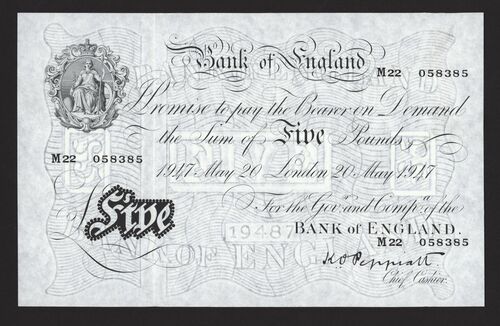 Bank of England
M22 058385
I Promise to pay the Bearer on Demand
the Sum of Five Pounds
M22 058385
1947 May 20 London 20 May 1947
For the Govr. and Compa. of the
BANK OF ENGLAND.
M22 058385
£ Five
19487
K O Peppiatt
Chief Cashier.